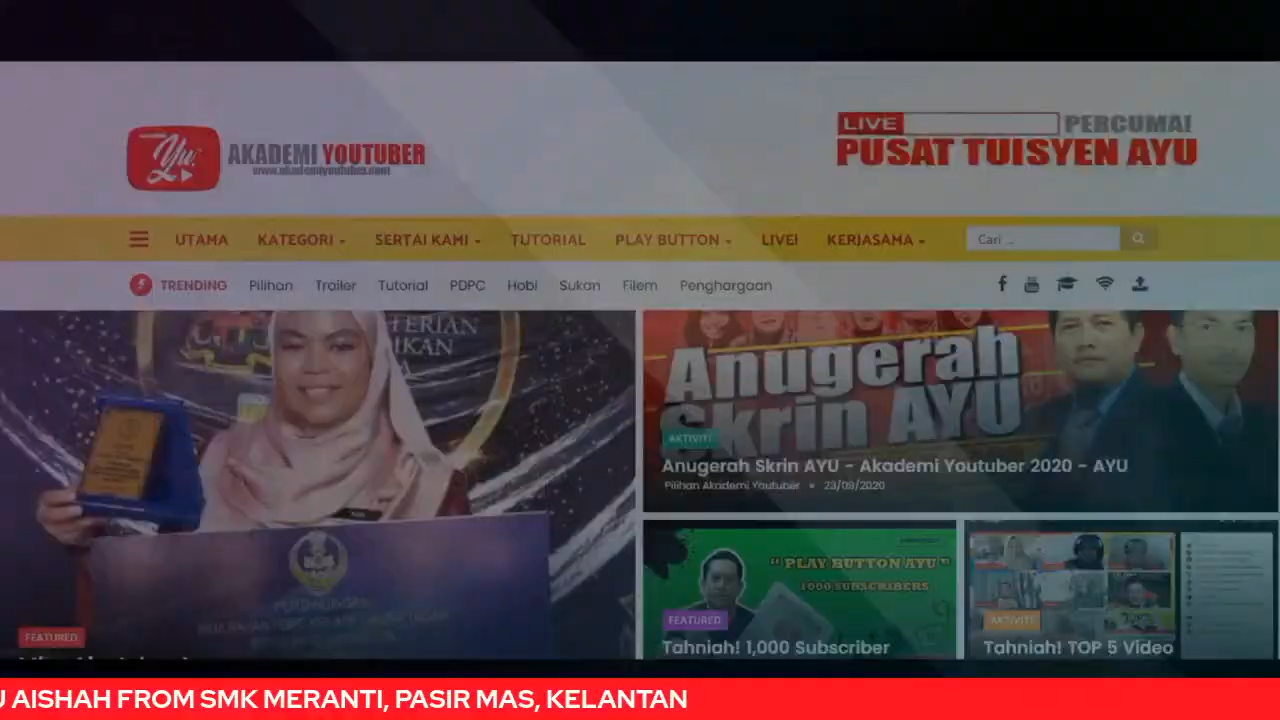 LIVE
PERCUMA!
PUSAT TUISYEN AYU
Yu
AKADEMI YOUTUBER
www.akademiyoutuber.com
UTAMA KATEGORI SERTAI KAMI TUTORIAL PLAY BUTTON LIVE! KERJASAMA Cari ...
TRENDING Pilihan Trailer Tutorial PDPC Hobi Sukan Filem Penghargaan
Anugerah
Skrin AYU
AKTIVITI
Anugerah Skrin AYU - Akademi Youtuber 2020 - AYU
Pilihan Akademi Youtuber • 23/09/2020
"PLAY BUTTON AYU"
1000 SUBSCRIBERS
FEATURED
Tahniah! 1,000 Subscriber
AKTIVITI
Tahniah! TOP 5 Video
FEATURED
U AISHAH FROM SMK MERANTI, PASIR MAS, KELANTAN